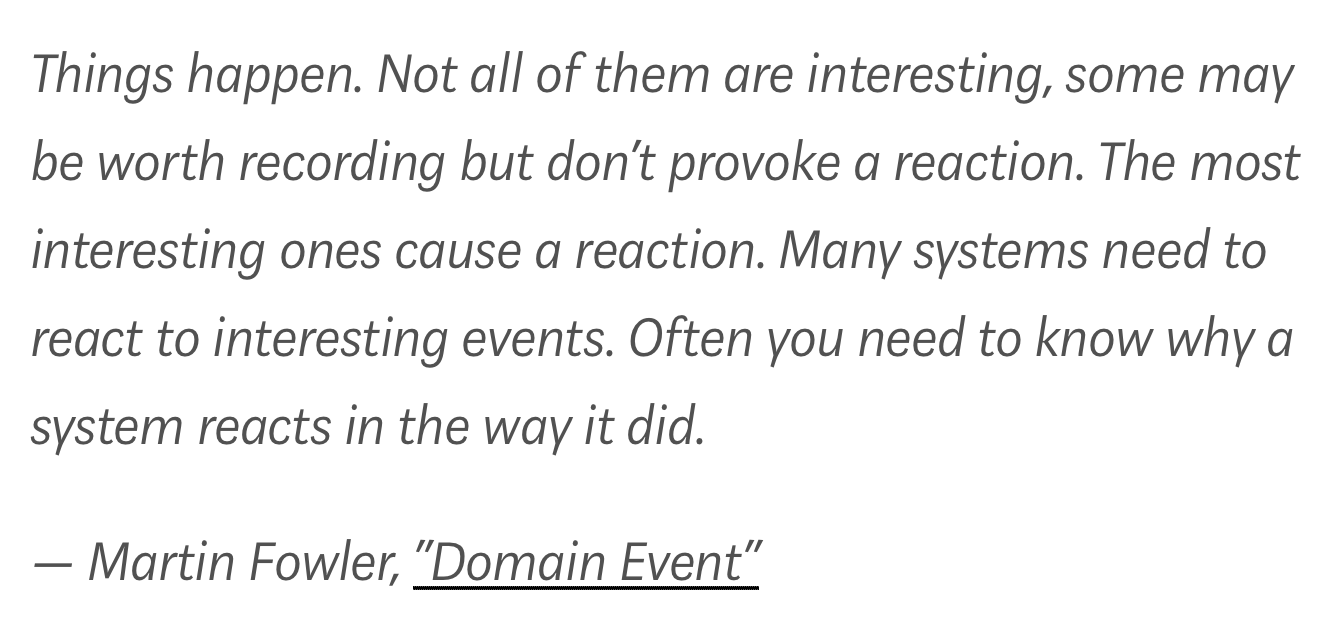 Things happen. Not all of them are interesting, some may
be worth recording but don’t provoke a reaction. The most
interesting ones cause a reaction. Many systems need to
react to interesting events. Often you need to know why a
system reacts in the way it did.
— Martin Fowler, ”Domain Event”